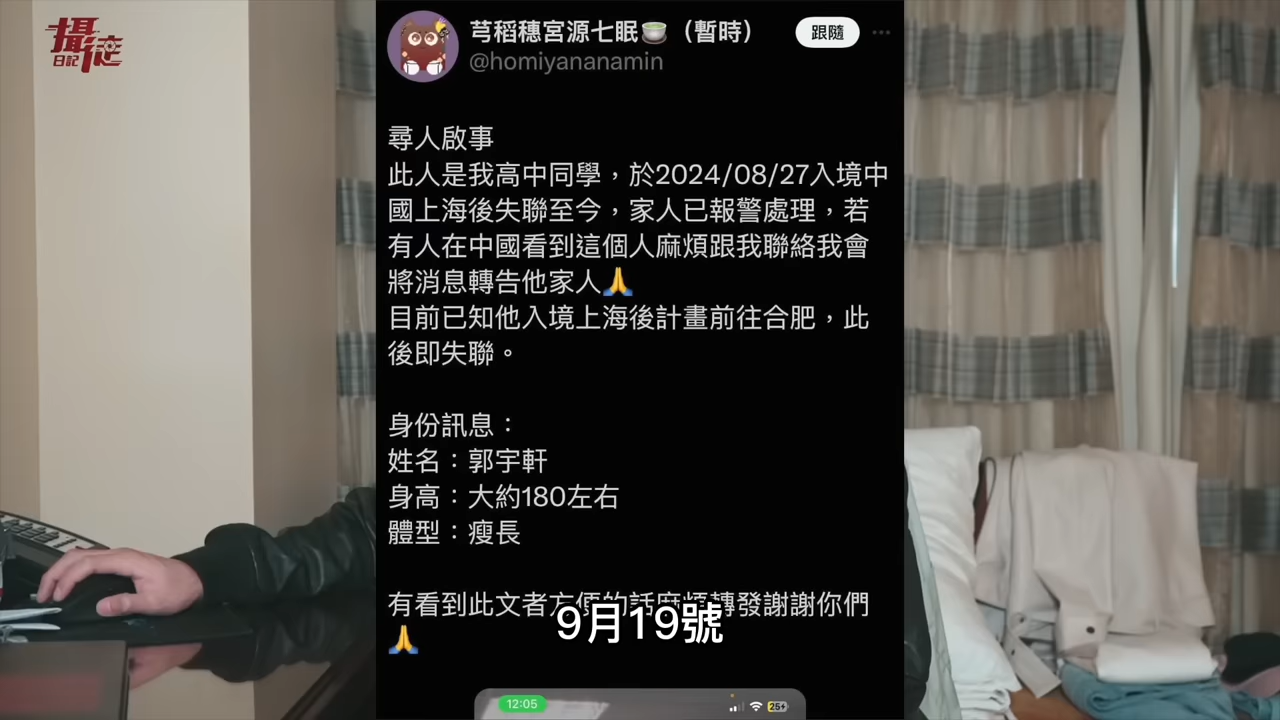 攝徒
日記
芎稻穗宮源七眠🍵（暫時）
跟隨
@homiyananamin
尋人啟事
此人是我高中同學，於2024/08/27入境中
國上海後失聯至今，家人已報警處理，若
有人在中國看到這個人麻煩跟我聯絡我會
將消息轉告他家人🙏
目前已知他入境上海後計畫前往合肥，此
後即失聯。
身份訊息：
姓名：郭宇軒
身高：大約180左右
體型：瘦長
有看到此文者方便的話麻煩轉發謝謝你們
🙏
9月19號
12:05
25